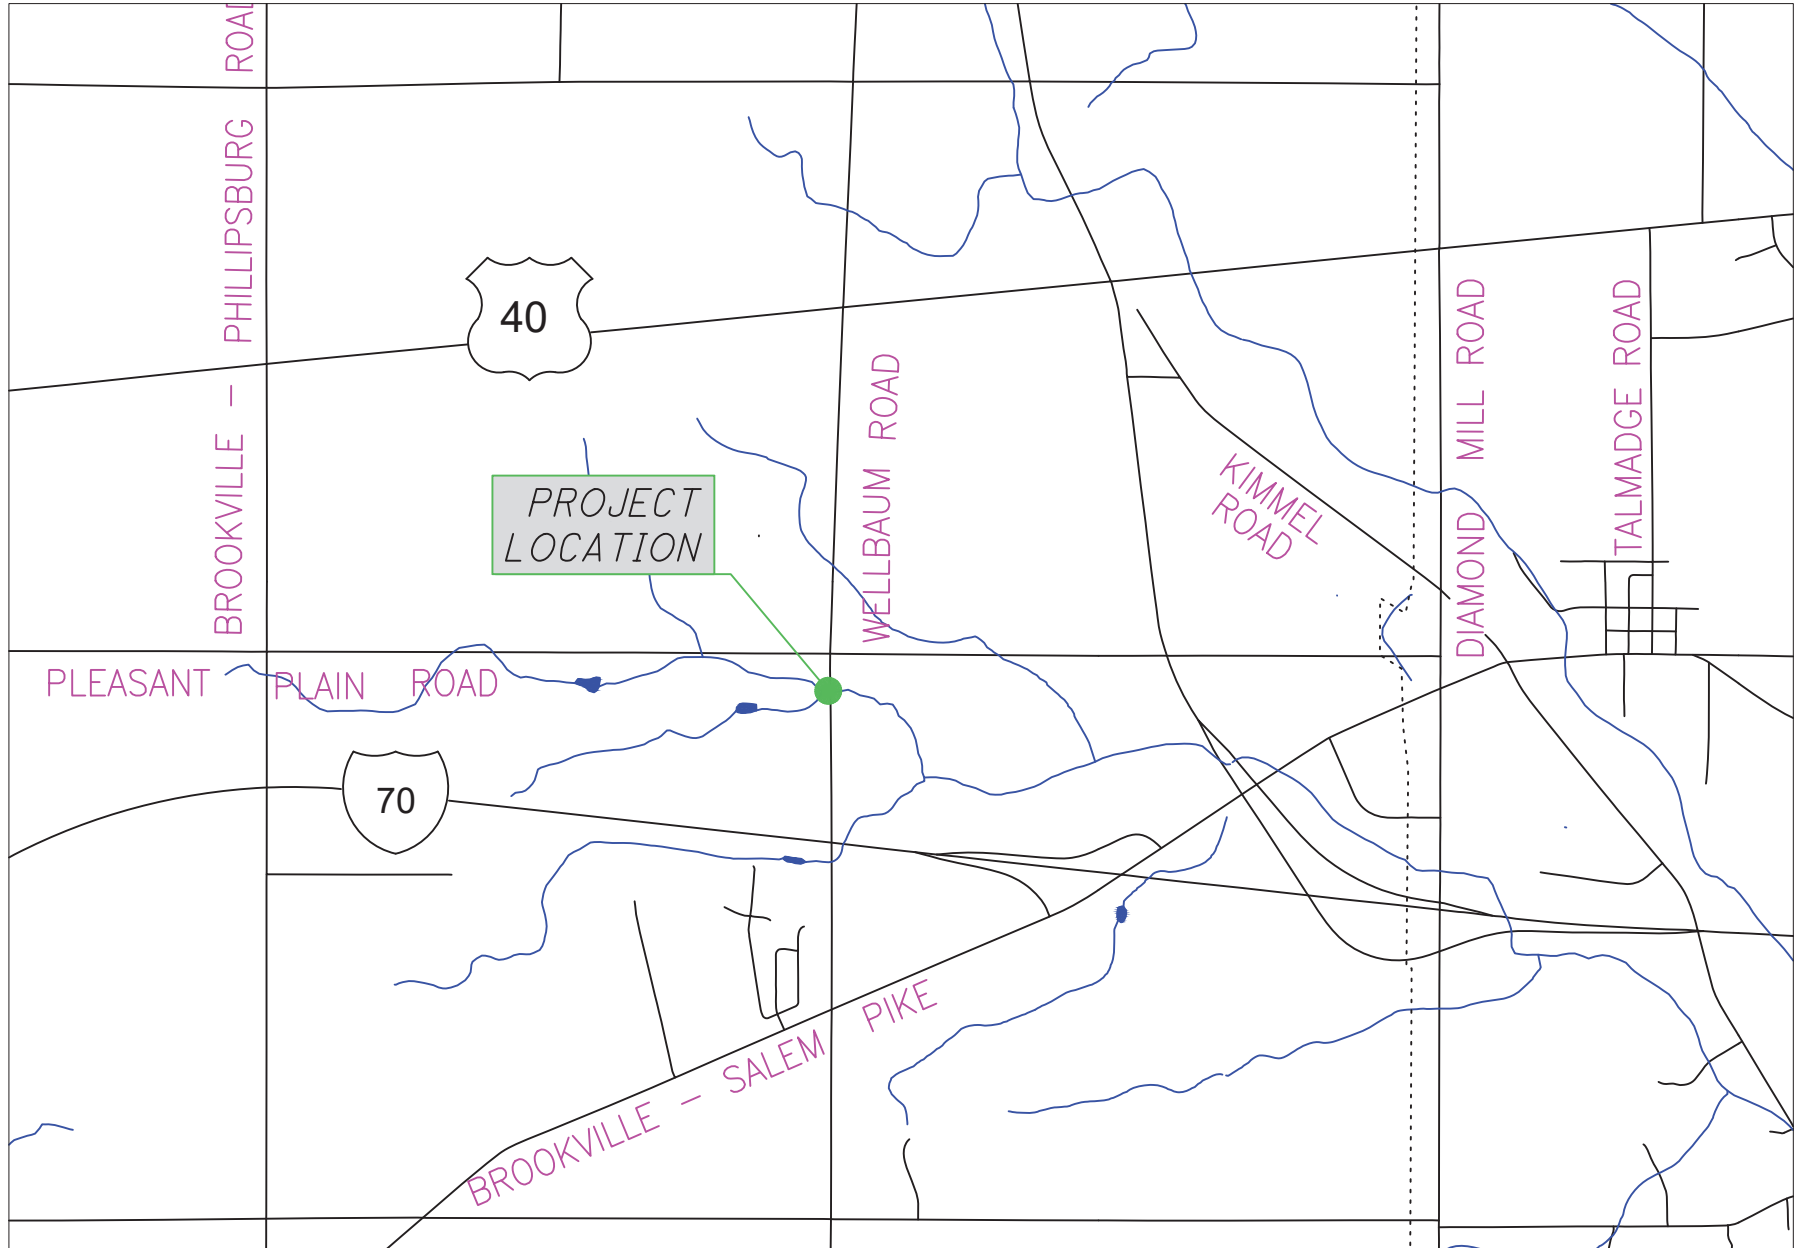 BROOKVILLE — PHILLIPSBURG ROAD
40
WELLBAUM ROAD
PROJECT
LOCATION
KIMMEL
ROAD
DIAMOND MILL ROAD
TALMADGE ROAD
PLEASANT PLAIN ROAD
70
BROOKVILLE — SALEM PIKE